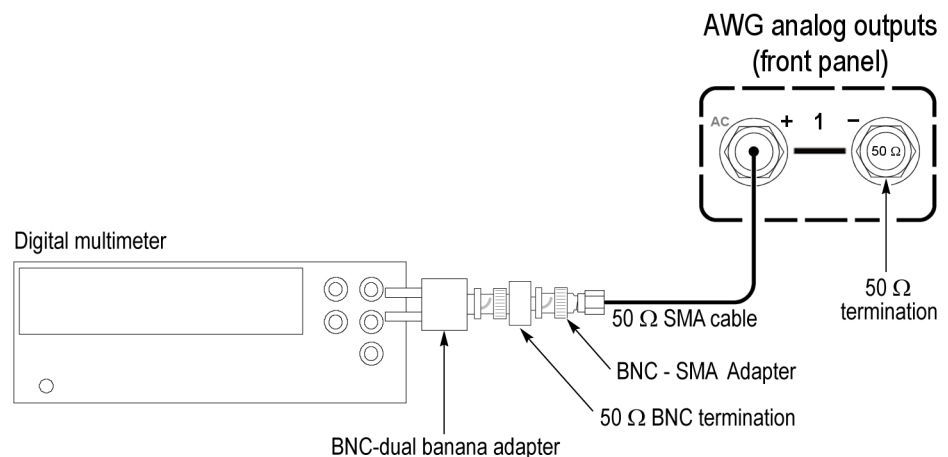 AWG analog outputs
(front panel)
AC + 1 −
50 Ω
Digital multimeter
50 Ω
termination
50 Ω SMA cable
BNC - SMA Adapter
50 Ω BNC termination
BNC-dual banana adapter